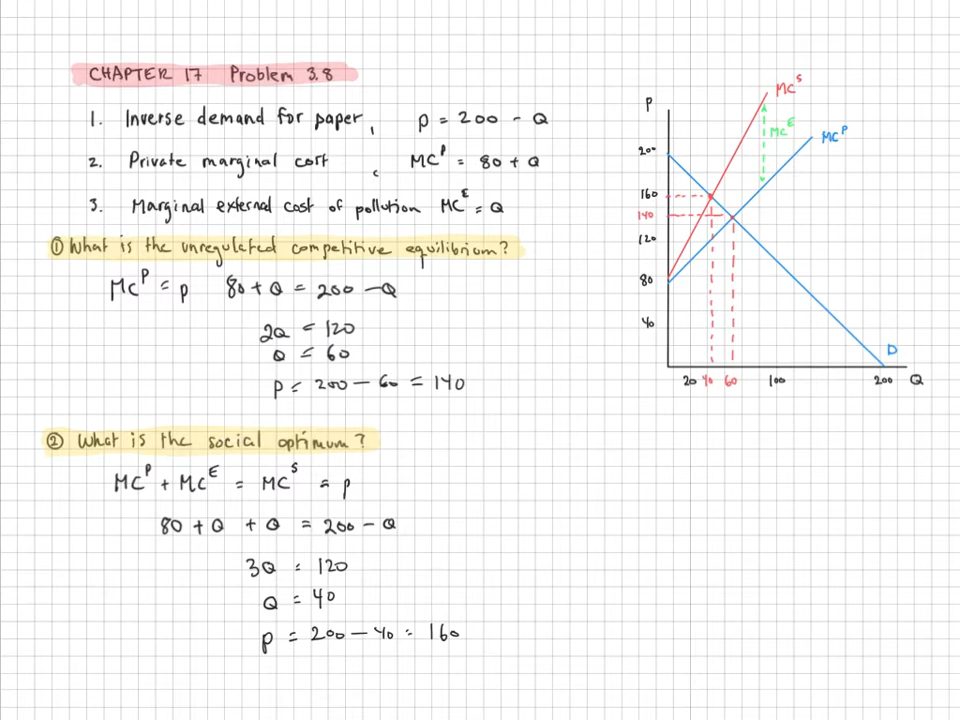 CHAPTER 17 Problem 3.8
1. Inverse demand for paper, p = 200 - Q
2. Private marginal cost, MC^P = 80 + Q
3. Marginal external cost of pollution MC^E = Q
① What is the unregulated competitive equilibrium?
MC^P = p 80 + Q = 200 - Q
2Q = 120
Q = 60
p = 200 - 60 = 140
② What is the social optimum?
MC^P + MC^E = MC^S = p
80 + Q + Q = 200 - Q
3Q = 120
Q = 40
p = 200 - 40 = 160
MC^S
P
MC^E
MC^P
200
160
140
120
80
40
D
20 40 60 100 200 Q